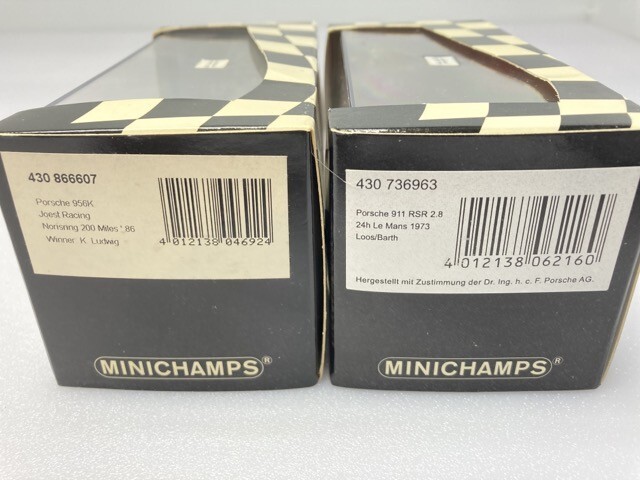 430 866607
Porsche 956K
Joest Racing
Norisring 200 Miles '86
Winner K. Ludwig
4 012138 046924
MINICHAMPS®
430 736963
Porsche 911 RSR 2.8
24h Le Mans 1973
Loos/Barth
4 012138 062160
Hergestellt mit Zustimmung der Dr. Ing. h. c. F. Porsche AG.
MINICHAMPS®